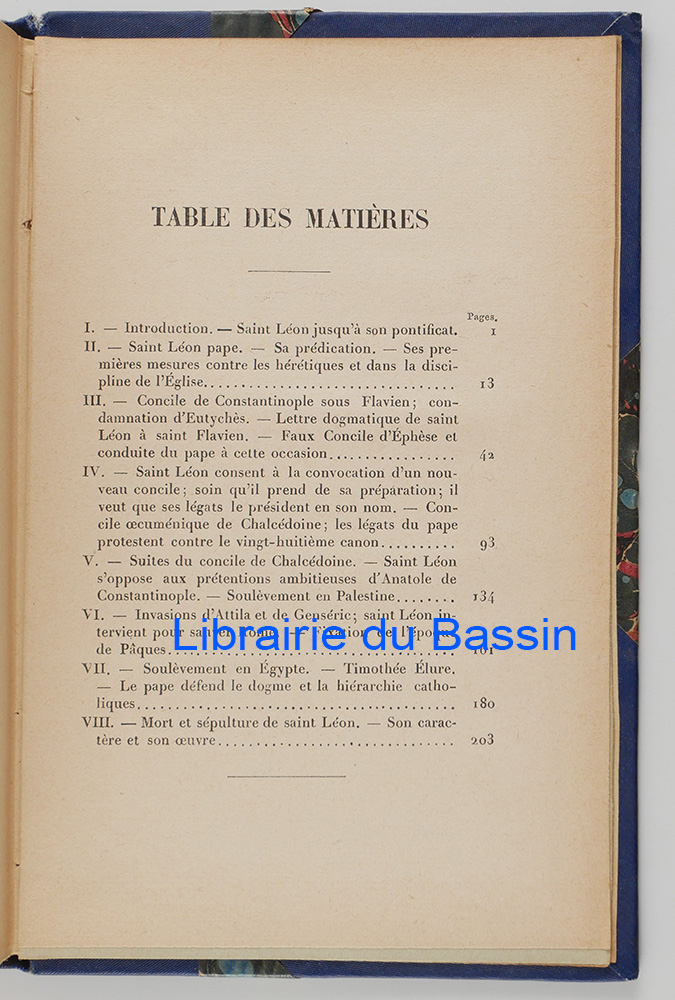 TABLE DES MATIÈRES
Pages.
I. — Introduction. — Saint Léon jusqu'à son pontificat. 1
II. — Saint Léon pape. — Sa prédication. — Ses pre-
mières mesures contre les hérétiques et dans la disci-
pline de l'Église.................................. 13
III. — Concile de Constantinople sous Flavien; con-
damnation d'Eutychès. — Lettre dogmatique de saint
Léon à saint Flavien. — Faux Concile d'Éphèse et
conduite du pape à cette occasion................. 42
IV. — Saint Léon consent à la convocation d'un nou-
veau concile; soin qu'il prend de sa préparation; il
veut que ses légats le président en son nom. — Con-
cile œcuménique de Chalcédoine; les légats du pape
protestent contre le vingt-huitième canon.......... 93
V. — Suites du concile de Chalcédoine. — Saint Léon
s'oppose aux prétentions ambitieuses d'Anatole de
Constantinople. — Soulèvement en Palestine........ 134
VI. — Invasions d'Attila et de Genséric; saint Léon in-
tervient pour sauver Rome. — Fixation de l'époque
Librairie du Bassin
de Pâques......................................
VII. — Soulèvement en Égypte. — Timothée Élure.
— Le pape défend le dogme et la hiérarchie catho-
liques.......................................... 180
VIII. — Mort et sépulture de saint Léon. — Son carac-
tère et son œuvre................................ 203